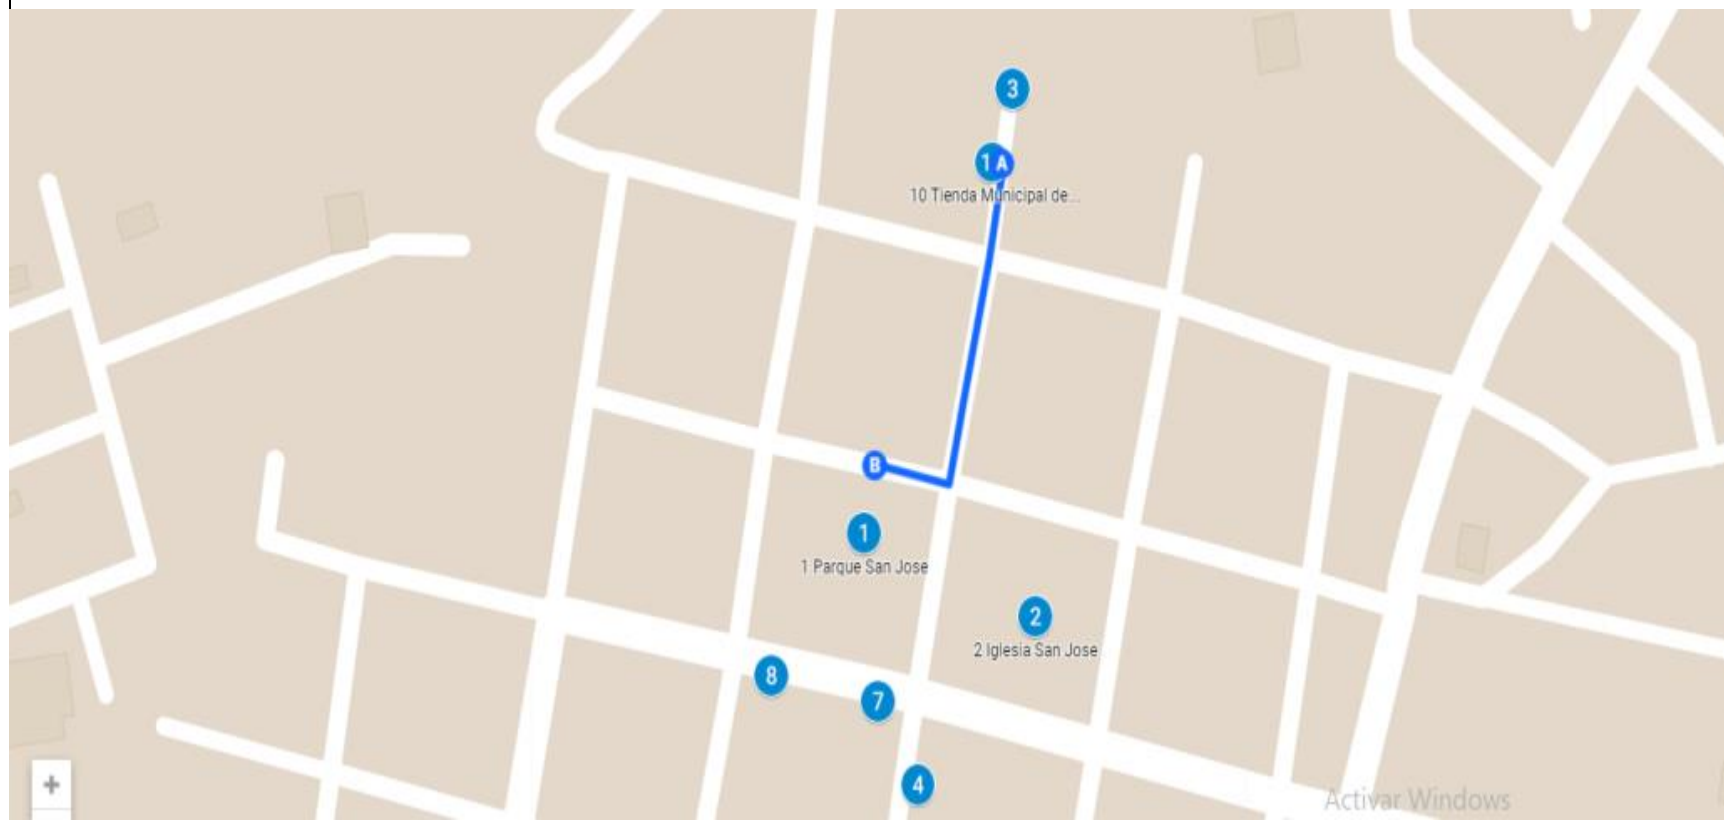 3
1 A
10 Tienda Municipal de...
B
1
1 Parque San Jose
2
2 Iglesia San Jose
8
7
4
+
Activar Windows